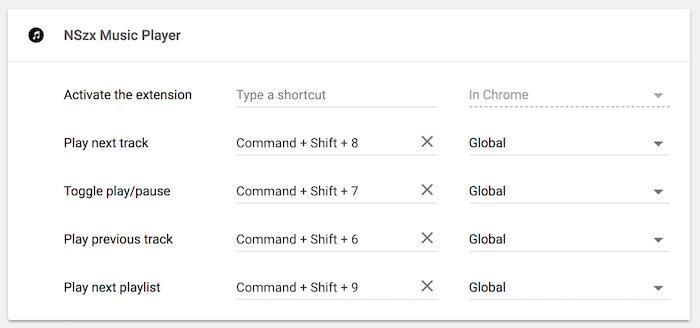 NSzx Music Player
Activate the extension Type a shortcut In Chrome
Play next track Command + Shift + 8 Global
Toggle play/pause Command + Shift + 7 Global
Play previous track Command + Shift + 6 Global
Play next playlist Command + Shift + 9 Global